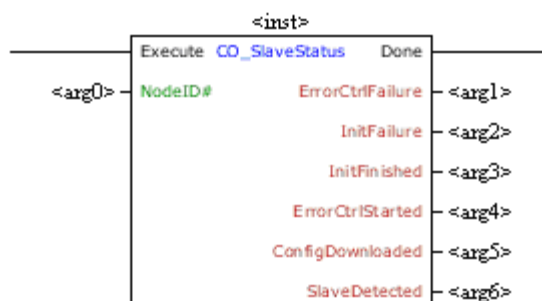 <inst>
Execute CO_SlaveStatus Done
<arg0> NodeID# ErrorCtrlFailure <arg1>
InitFailure <arg2>
InitFinished <arg3>
ErrorCtrlStarted <arg4>
ConfigDownloaded <arg5>
SlaveDetected <arg6>